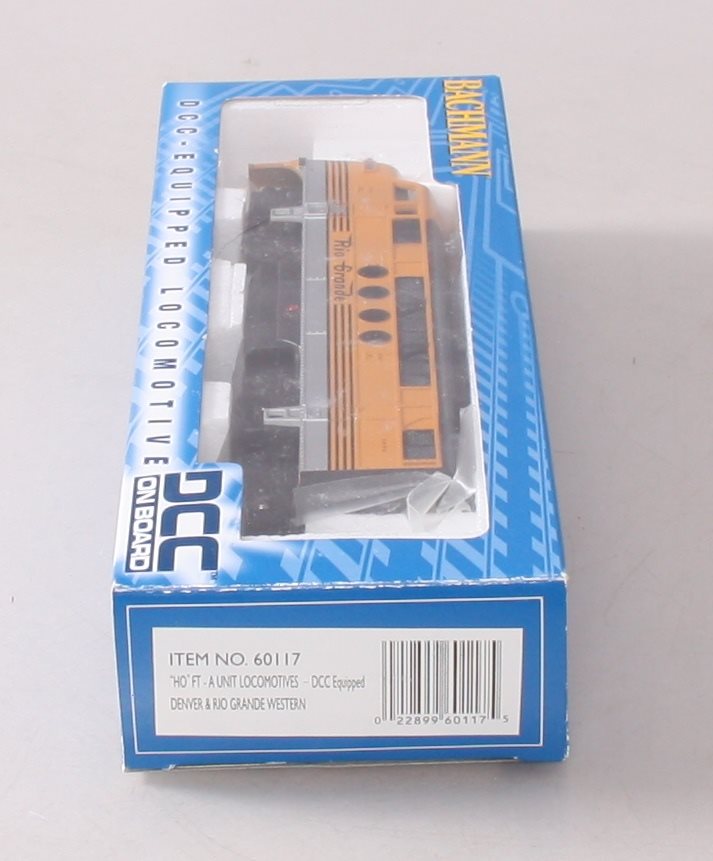 BACHMANN
DCC-EQUIPPED LOCOMOTIVE
Rio Grande
DCC™
ON BOARD
ITEM NO. 60117
"HO" FT - A UNIT LOCOMOTIVES - DCC Equipped
DENVER & RIO GRANDE WESTERN
0 22899 60117 5